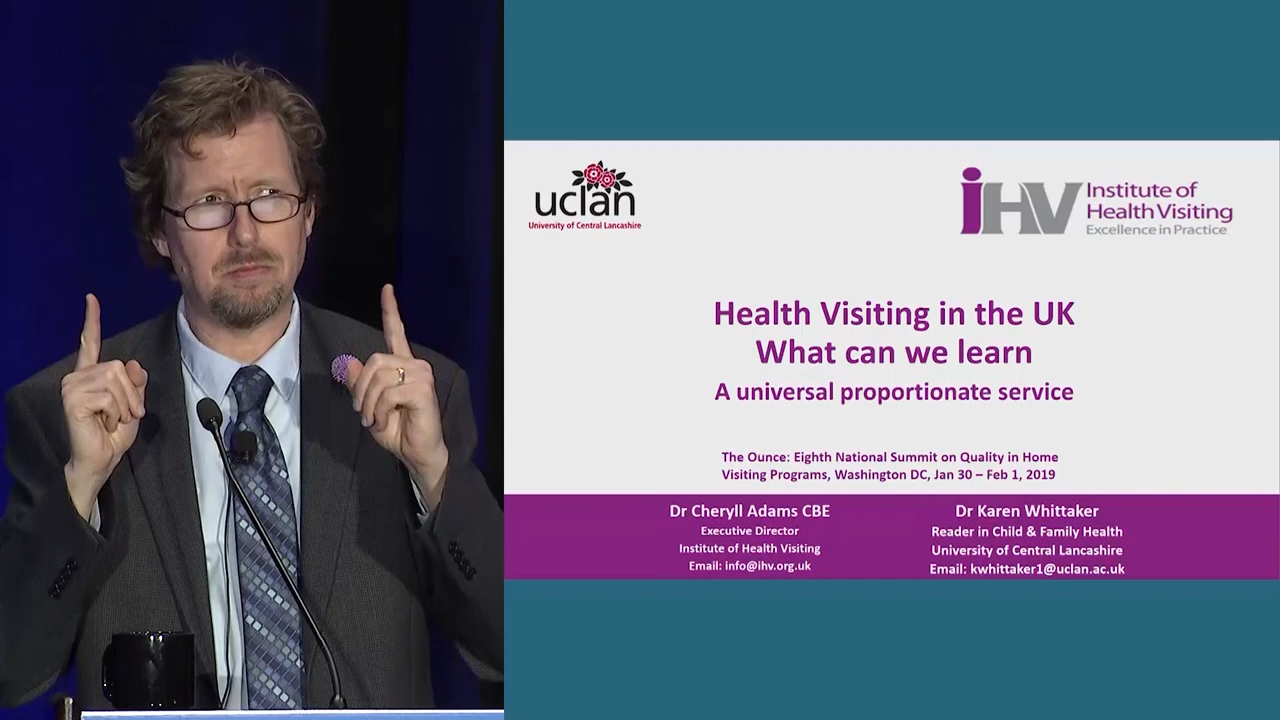 uclan
University of Central Lancashire
iHV
Institute of
Health Visiting
Excellence in Practice
Health Visiting in the UK
What can we learn
A universal proportionate service
The Ounce: Eighth National Summit on Quality in Home
Visiting Programs, Washington DC, Jan 30 – Feb 1, 2019
Dr Cheryll Adams CBE
Executive Director
Institute of Health Visiting
Email: info@ihv.org.uk
Dr Karen Whittaker
Reader in Child & Family Health
University of Central Lancashire
Email: kwhittaker1@uclan.ac.uk